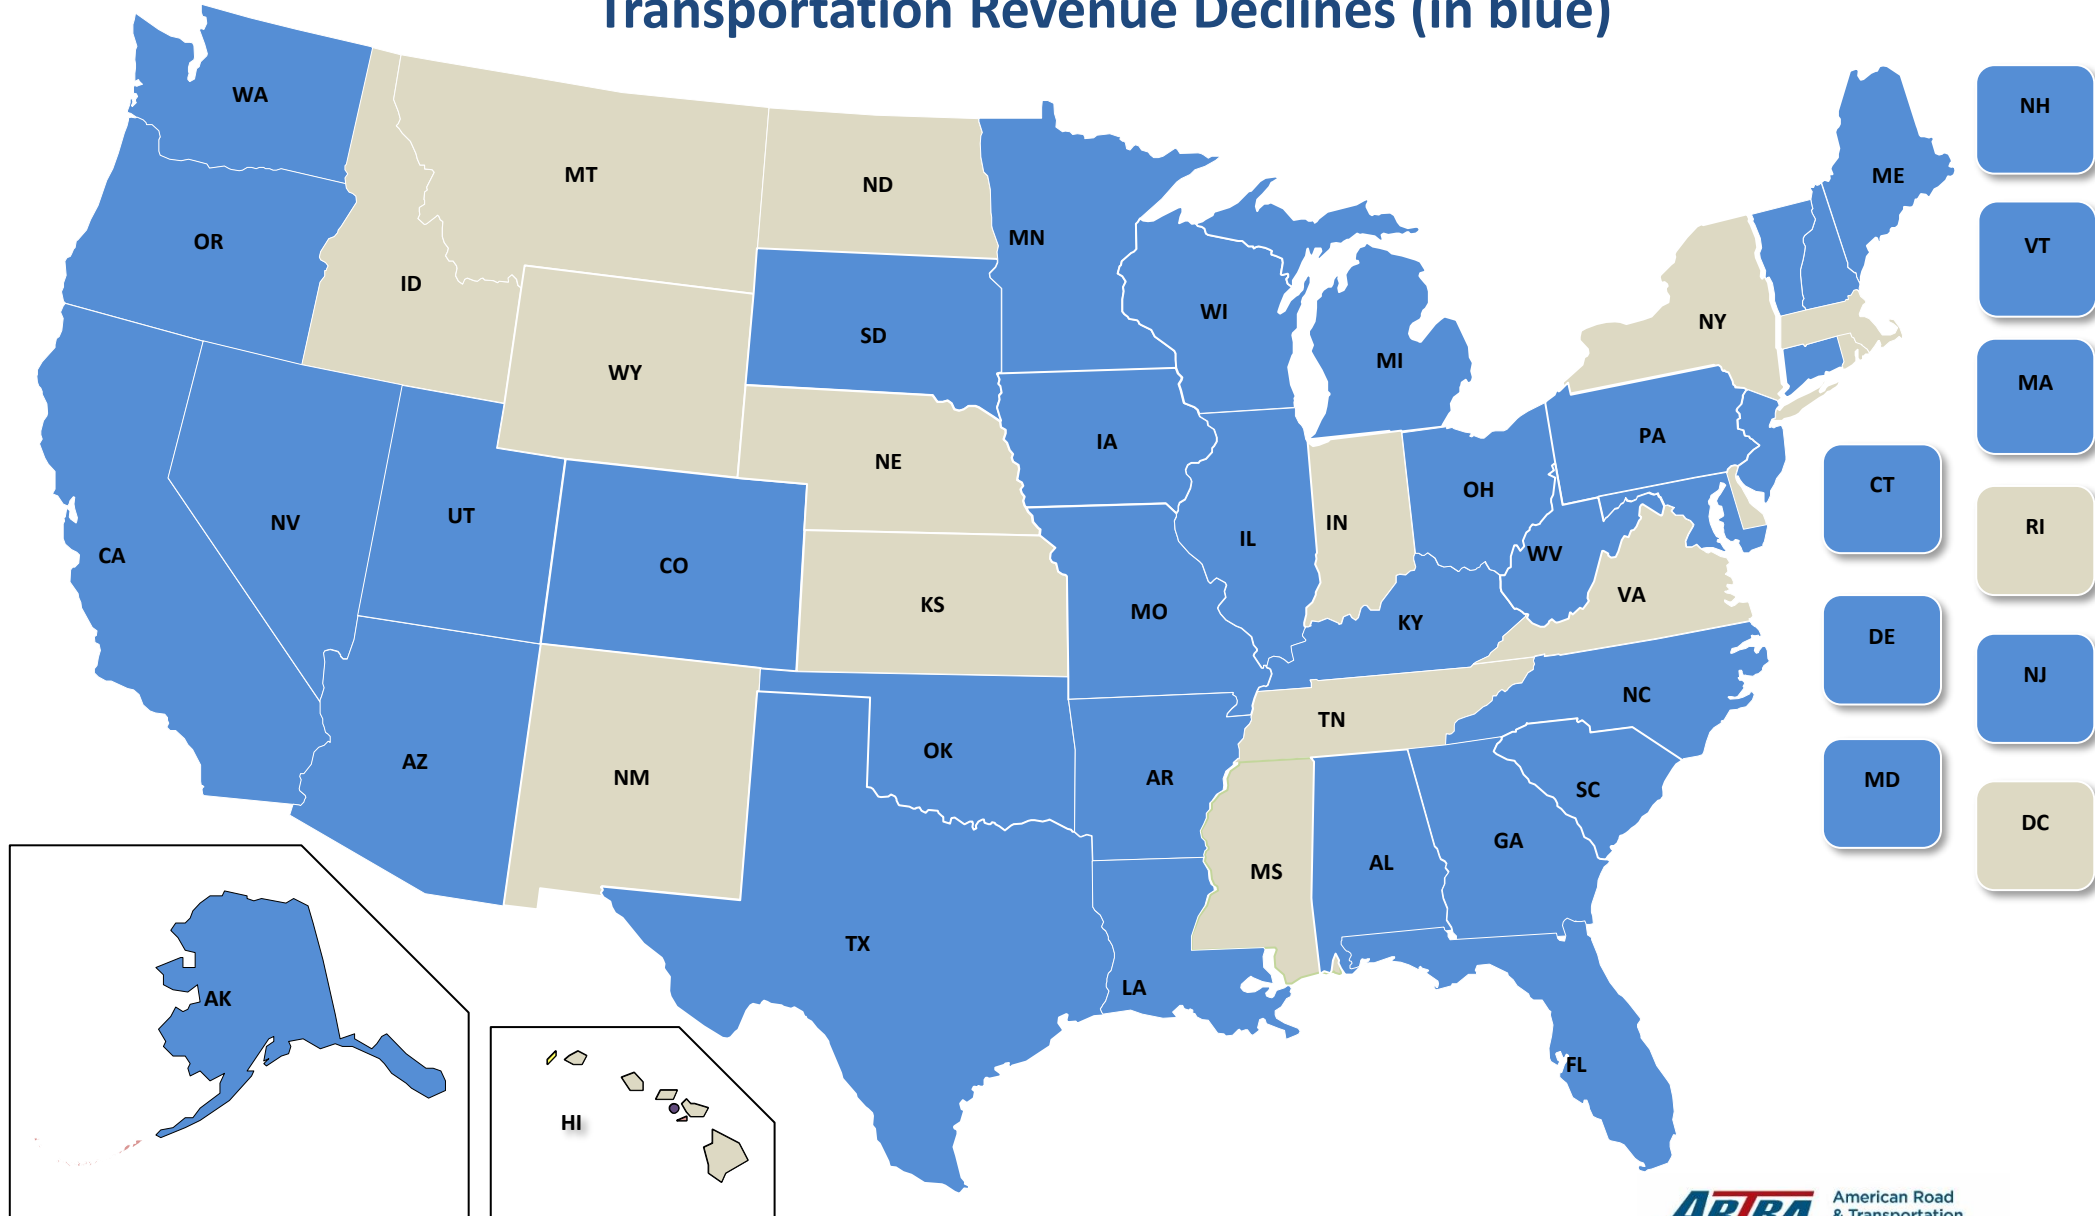 Transportation Revenue Declines (in blue)
WA
MT
ND
MN
OR
ID
SD
WY
WI
MI
NY
ME
NH
VT
MA
CT
RI
DE
NJ
MD
DC
IA
NE
PA
OH
IN
IL
WV
VA
NV
UT
CO
CA
KS
MO
KY
NC
TN
AZ
NM
OK
AR
SC
GA
MS
AL
TX
LA
FL
AK
HI
ARTBA
American Road
& Transportation